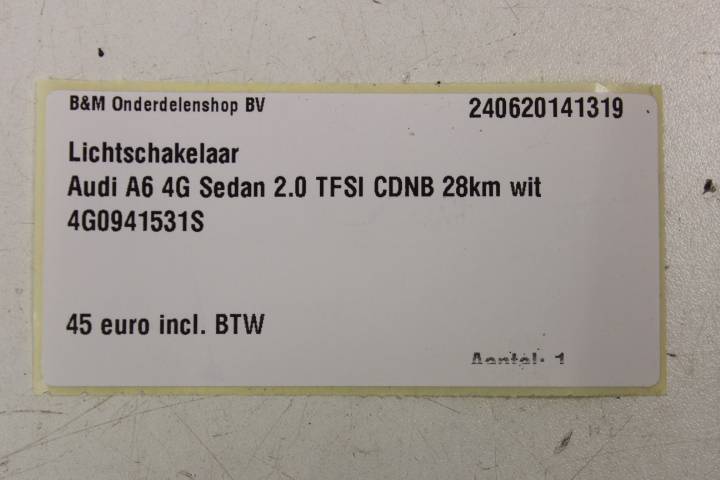 B&M Onderdelenshop BV 240620141319
Lichtschakelaar
Audi A6 4G Sedan 2.0 TFSI CDNB 28km wit
4G0941531S
45 euro incl. BTW
Aantal: 1